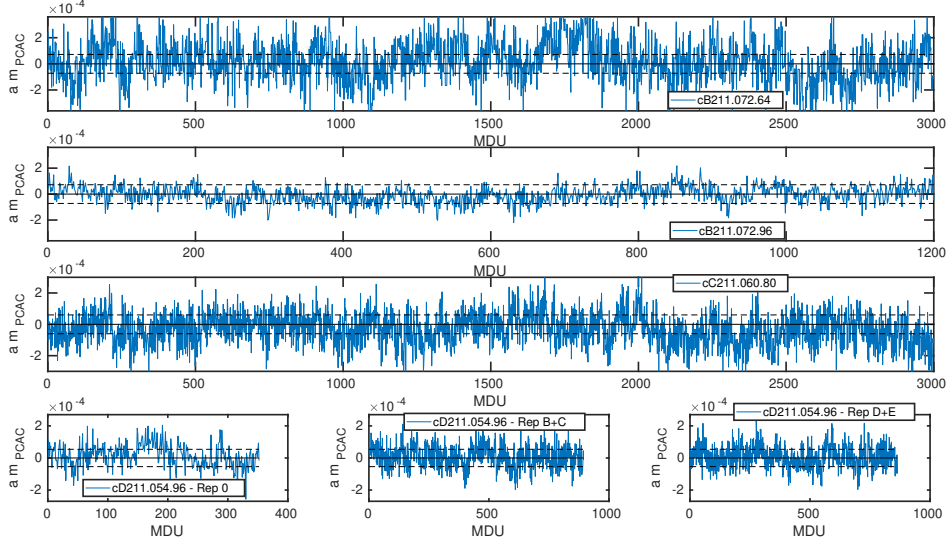 ×10⁻⁴
2
0
-2
a m PCAC
0 500 1000 1500 2000 2500 3000
MDU
cB211.072.64
×10⁻⁴
2
0
-2
a m PCAC
0 200 400 600 800 1000 1200
MDU
cB211.072.96
×10⁻⁴
2
0
-2
a m PCAC
0 500 1000 1500 2000 2500 3000
MDU
cC211.060.80
×10⁻⁴
2
0
-2
a m PCAC
0 100 200 300 400
MDU
cD211.054.96 - Rep 0
×10⁻⁴
2
0
-2
a m PCAC
0 500 1000
MDU
cD211.054.96 - Rep B+C
×10⁻⁴
2
0
-2
a m PCAC
0 500 1000
MDU
cD211.054.96 - Rep D+E